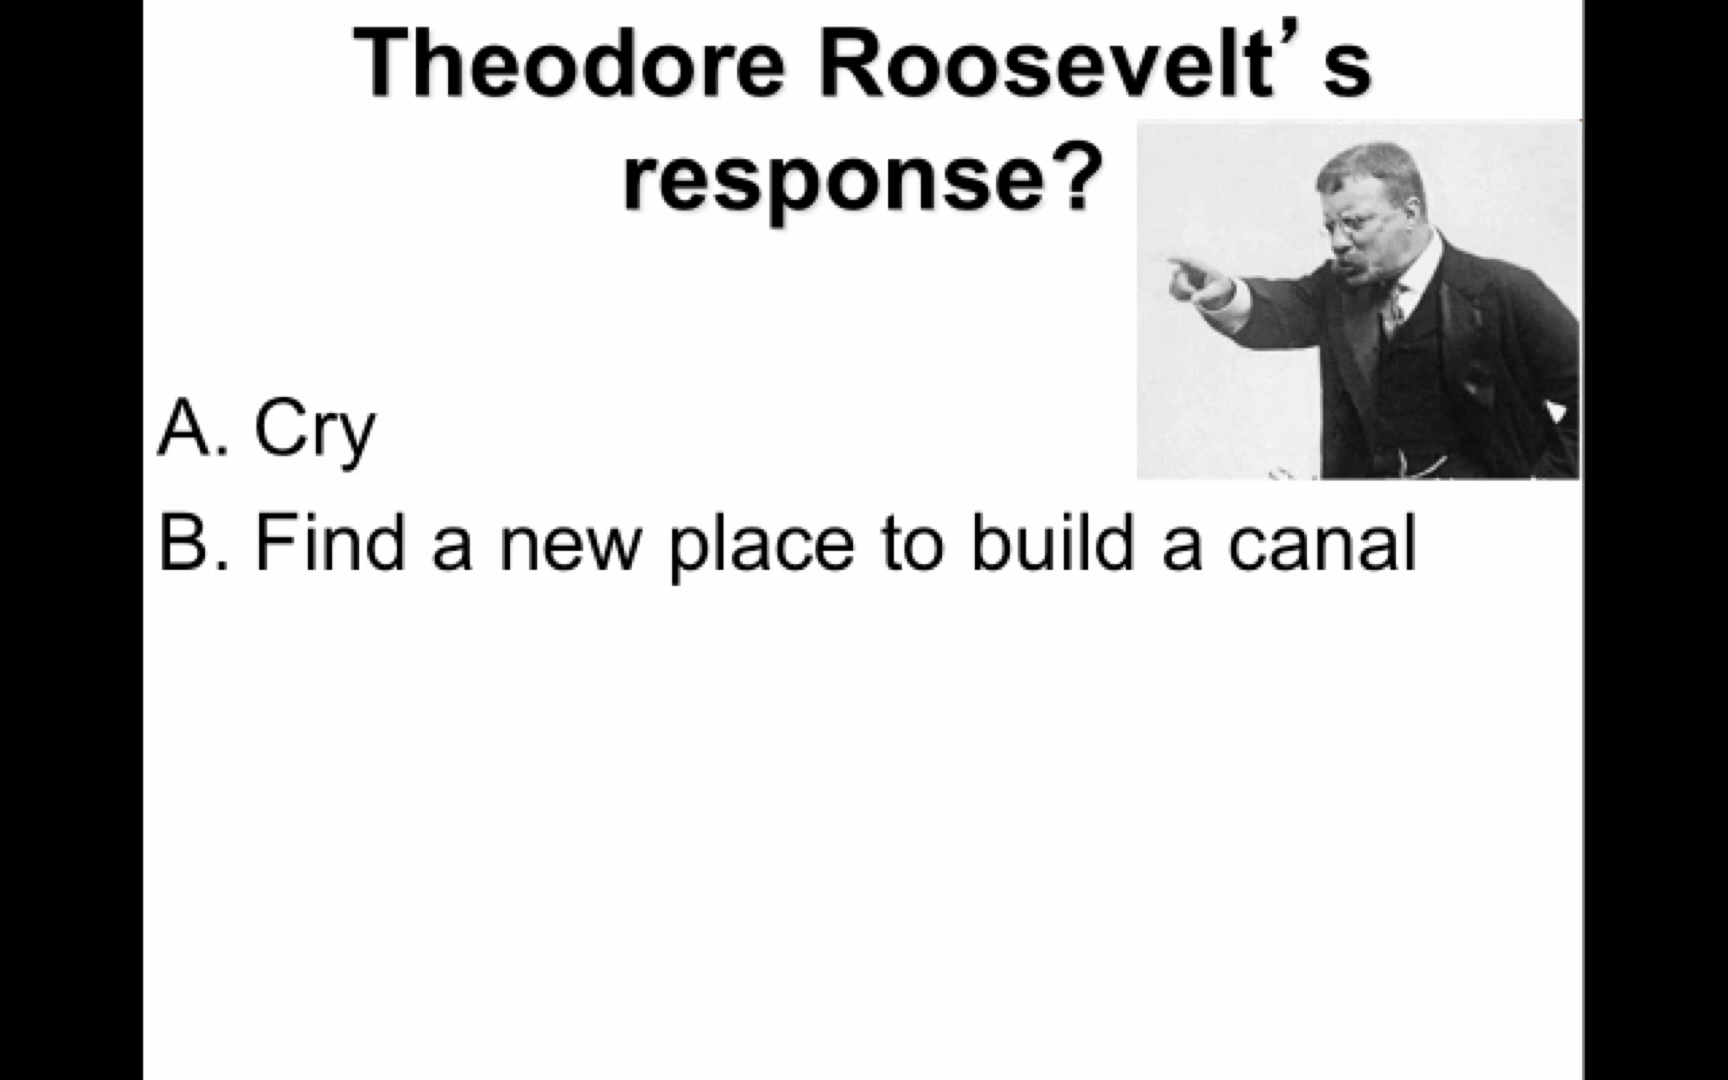 Theodore Roosevelt’s
response?
A. Cry
B. Find a new place to build a canal